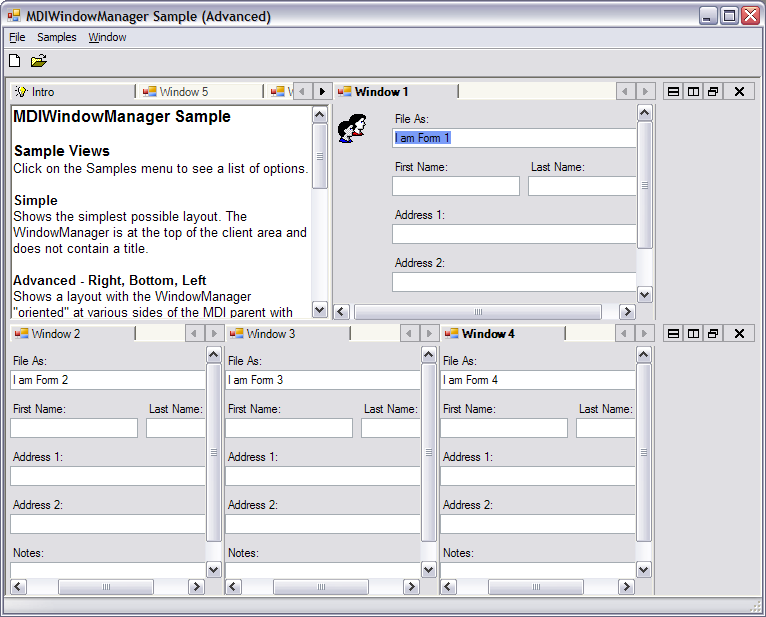 MDIWindowManager Sample (Advanced)
File Samples Window
Intro Window 5
MDIWindowManager Sample
Sample Views
Click on the Samples menu to see a list of options.
Simple
Shows the simplest possible layout. The
WindowManager is at the top of the client area and
does not contain a title.
Advanced - Right, Bottom, Left
Shows a layout with the WindowManager
"oriented" at various sides of the MDI parent with
Window 1
File As:
I am Form 1
First Name: Last Name:
Address 1:
Address 2:
Window 2
File As:
I am Form 2
First Name: Last Name:
Address 1:
Address 2:
Notes:
Window 3
File As:
I am Form 3
First Name: Last Name:
Address 1:
Address 2:
Notes:
Window 4
File As:
I am Form 4
First Name: Last Name:
Address 1:
Address 2:
Notes: